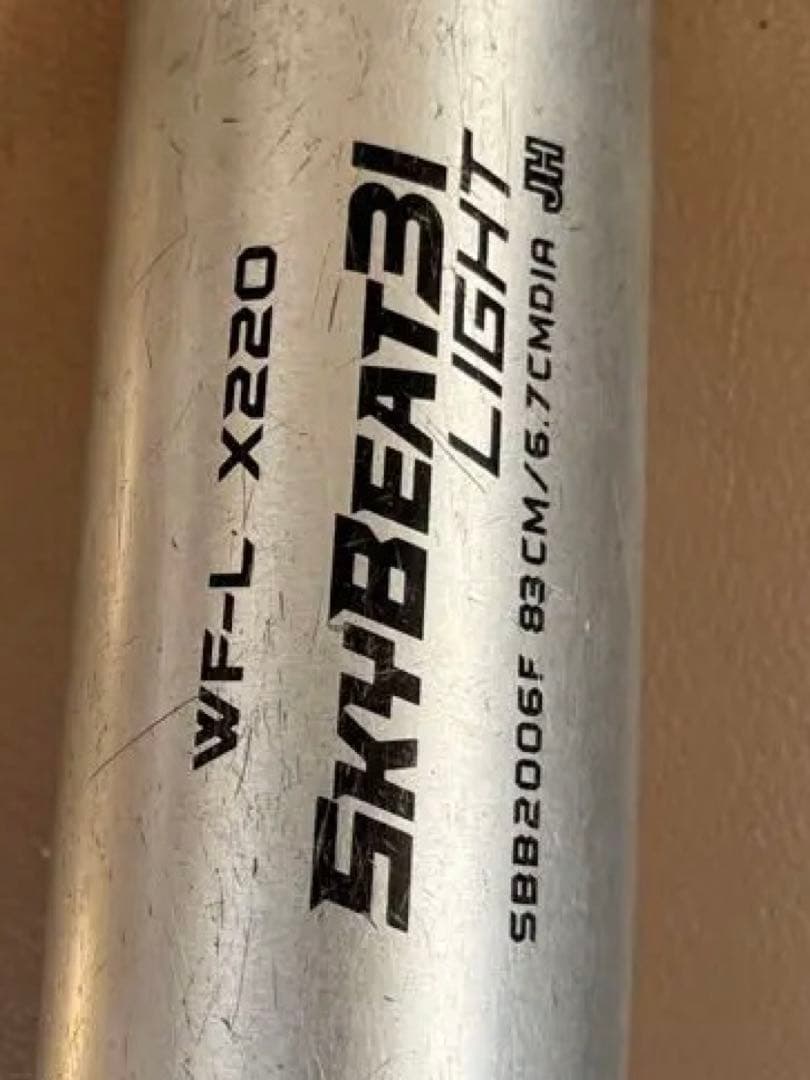 WF-L X220
SKYBEAT31
LIGHT
SBB2006F 83CM/6.7CMDIA JH